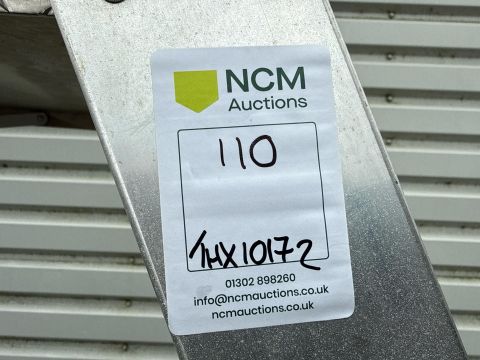 NCM
Auctions
110
THX10172
01302 898260
info@ncmauctions.co.uk
ncmauctions.co.uk